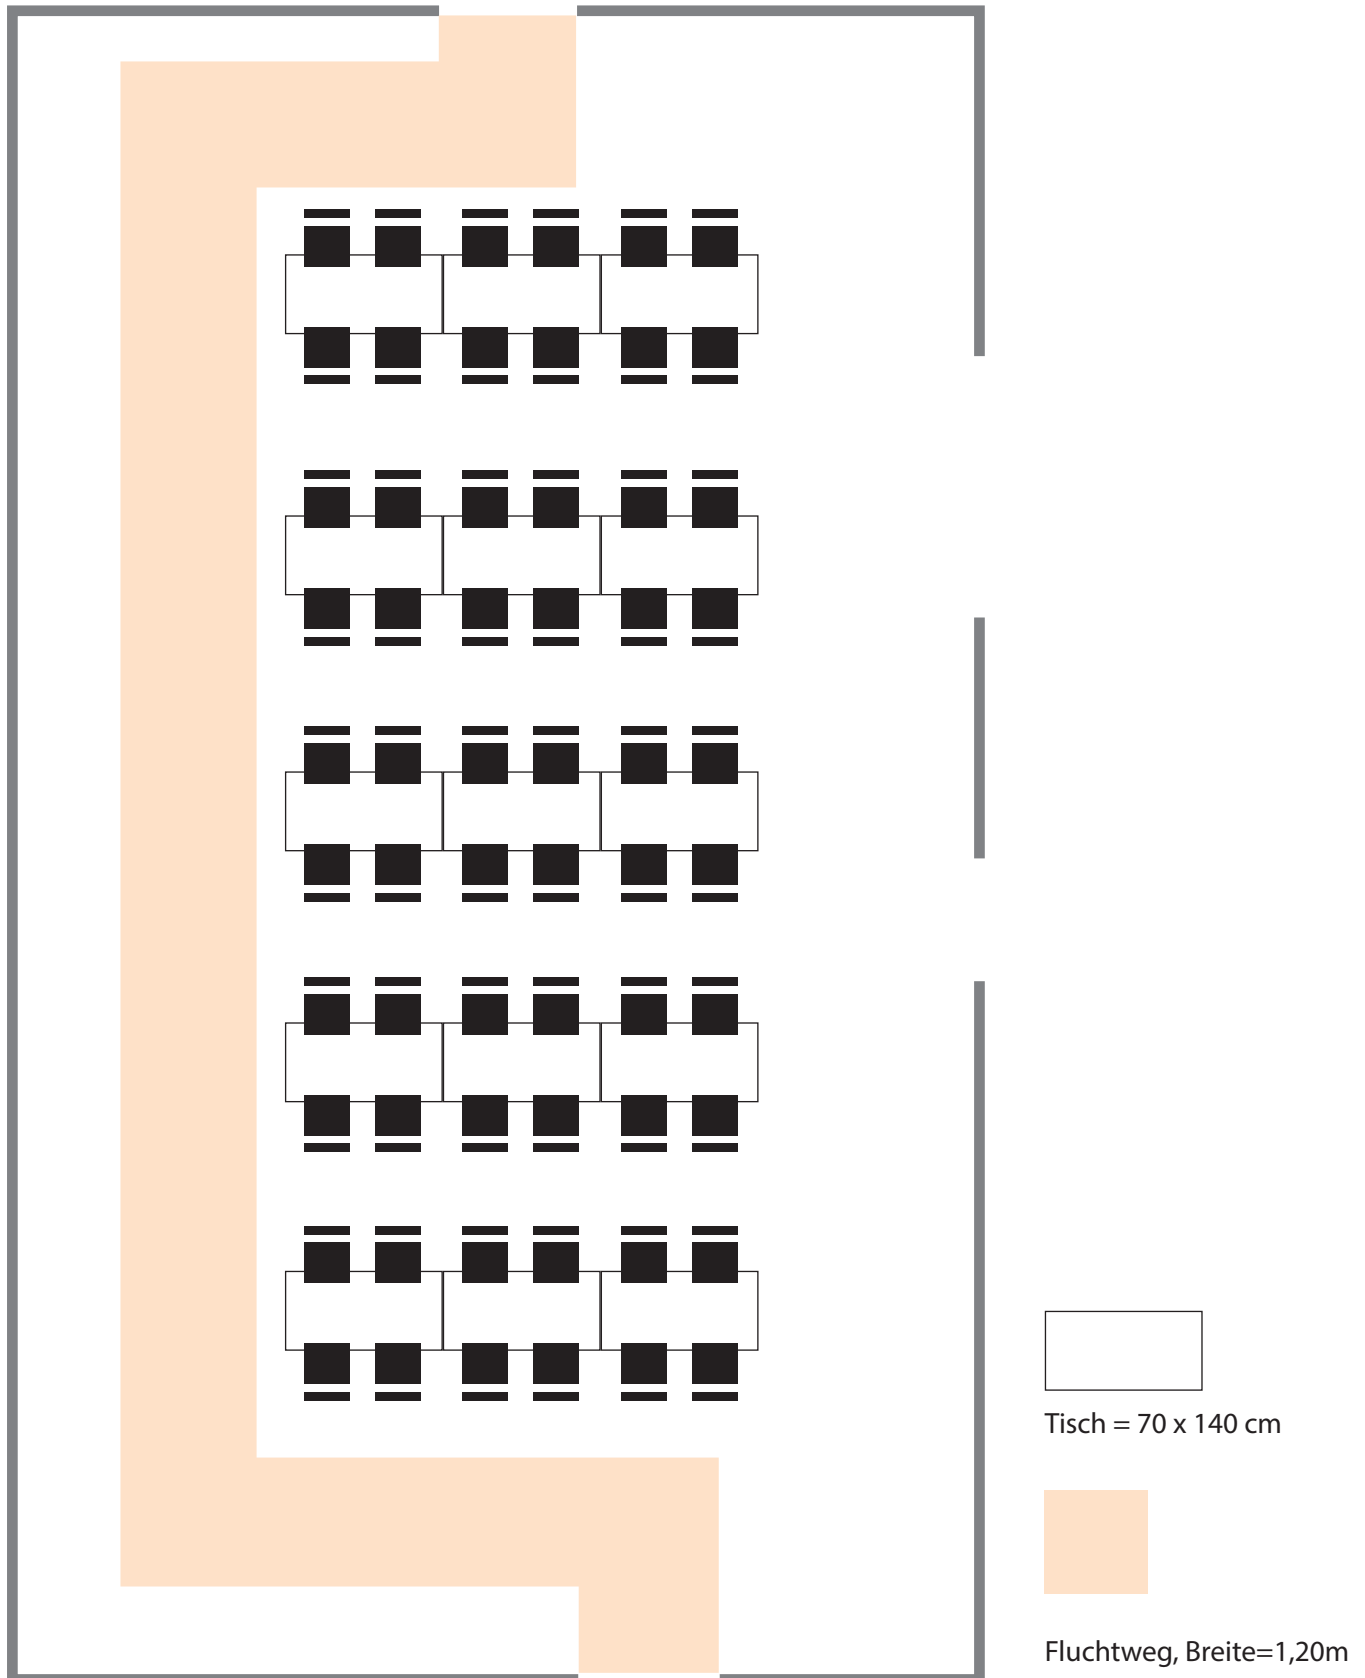 Tisch = 70 x 140 cm
Fluchtweg, Breite=1,20m